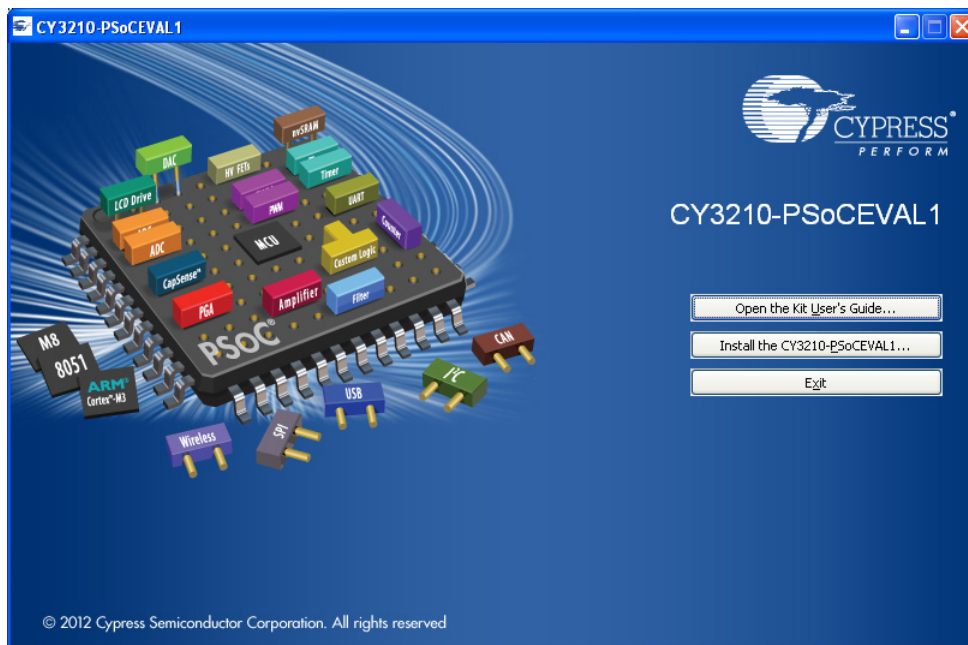 CY3210-PSoCEVAL1
CYPRESS®
PERFORM
CY3210-PSoCEVAL1
Open the Kit User's Guide...
Install the CY3210-PSoCEVAL1...
Exit
nvSRAM
DAC
HV FETs
Timer
LCD Drive
PWM
UART
Counter
ADC
MCU
Custom Logic
CapSense™
PGA
Amplifier
Filter
PSOC®
M8
8051
ARM®
Cortex™-M3
CAN
I²C
USB
SPI
Wireless
© 2012 Cypress Semiconductor Corporation. All rights reserved